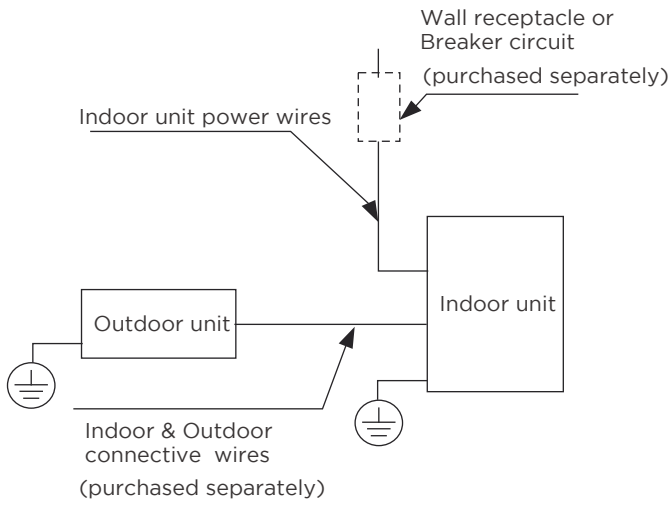 Wall receptacle or
Breaker circuit
(purchased separately)
Indoor unit power wires
Indoor unit
Outdoor unit
Indoor & Outdoor
connective wires
(purchased separately)